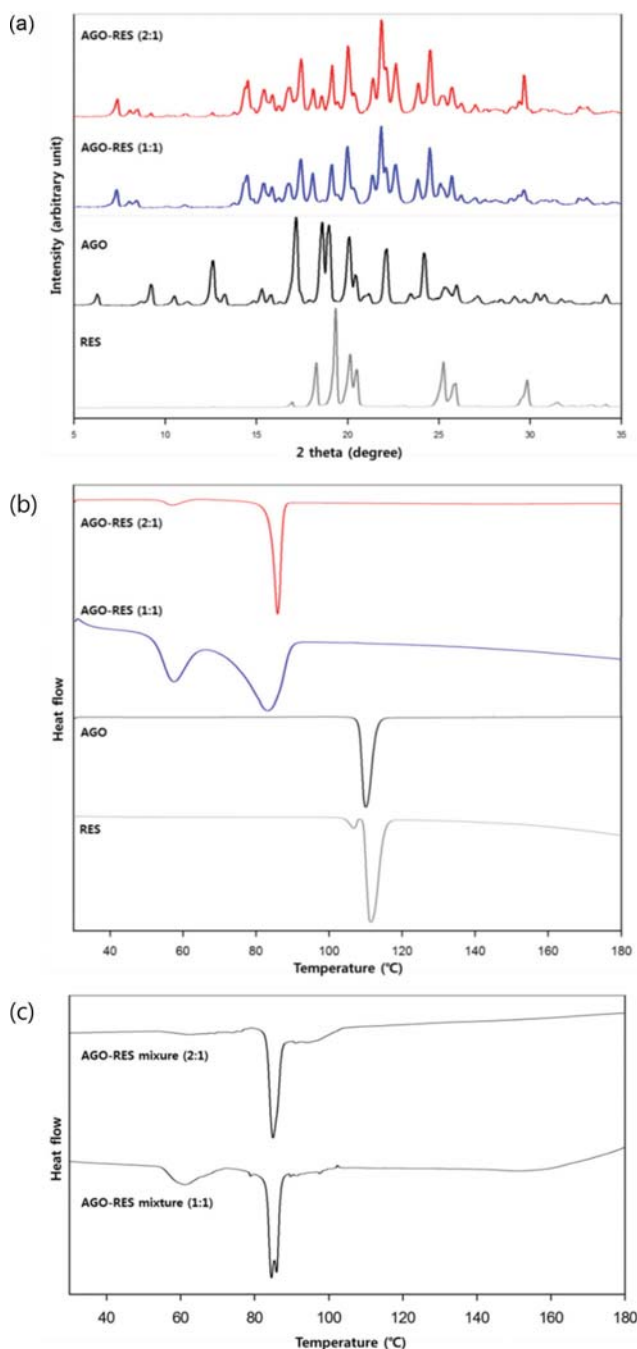 (a)
AGO-RES (2:1)
AGO-RES (1:1)
AGO
RES
Intensity (arbitrary unit)
5 10 15 20 25 30 35
2 theta (degree)
(b)
AGO-RES (2:1)
AGO-RES (1:1)
AGO
RES
Heat flow
40 60 80 100 120 140 160 180
Temperature (℃)
(c)
AGO-RES mixure (2:1)
AGO-RES mixture (1:1)
Heat flow
40 60 80 100 120 140 160 180
Temperature (℃)